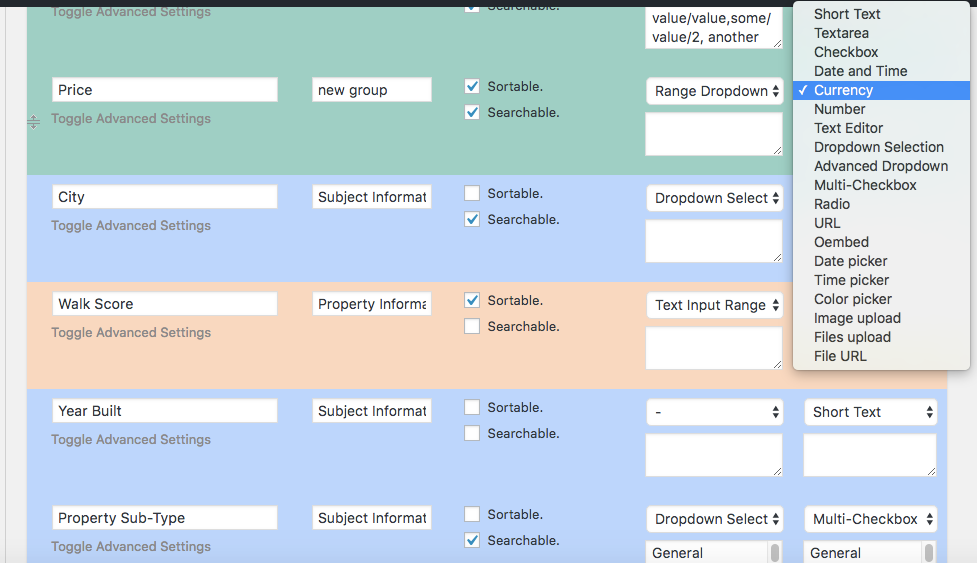 Toggle Advanced Settings
Searchable.
value/value,some/
value/2, another
Short Text
Textarea
Checkbox
Date and Time
✓ Currency
Number
Text Editor
Dropdown Selection
Advanced Dropdown
Multi-Checkbox
Radio
URL
Oembed
Date picker
Time picker
Color picker
Image upload
Files upload
File URL
Price
new group
Sortable.
Searchable.
Range Dropdown
Toggle Advanced Settings
City
Subject Informat
Sortable.
Searchable.
Dropdown Select
Toggle Advanced Settings
Walk Score
Property Informa
Sortable.
Searchable.
Text Input Range
Toggle Advanced Settings
Year Built
Subject Informat
Sortable.
Searchable.
-
Short Text
Toggle Advanced Settings
Property Sub-Type
Subject Informat
Sortable.
Searchable.
Dropdown Select
Multi-Checkbox
Toggle Advanced Settings
General
General